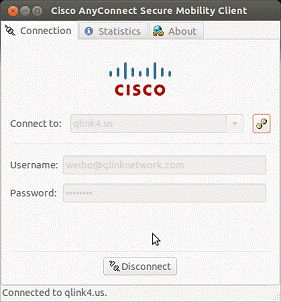 Cisco AnyConnect Secure Mobility Client
Connection Statistics About
CISCO
Connect to: qlink4.us
Username: weibo@qlinknetwork.com
Password: ••••••••
Disconnect
Connected to qlink4.us.